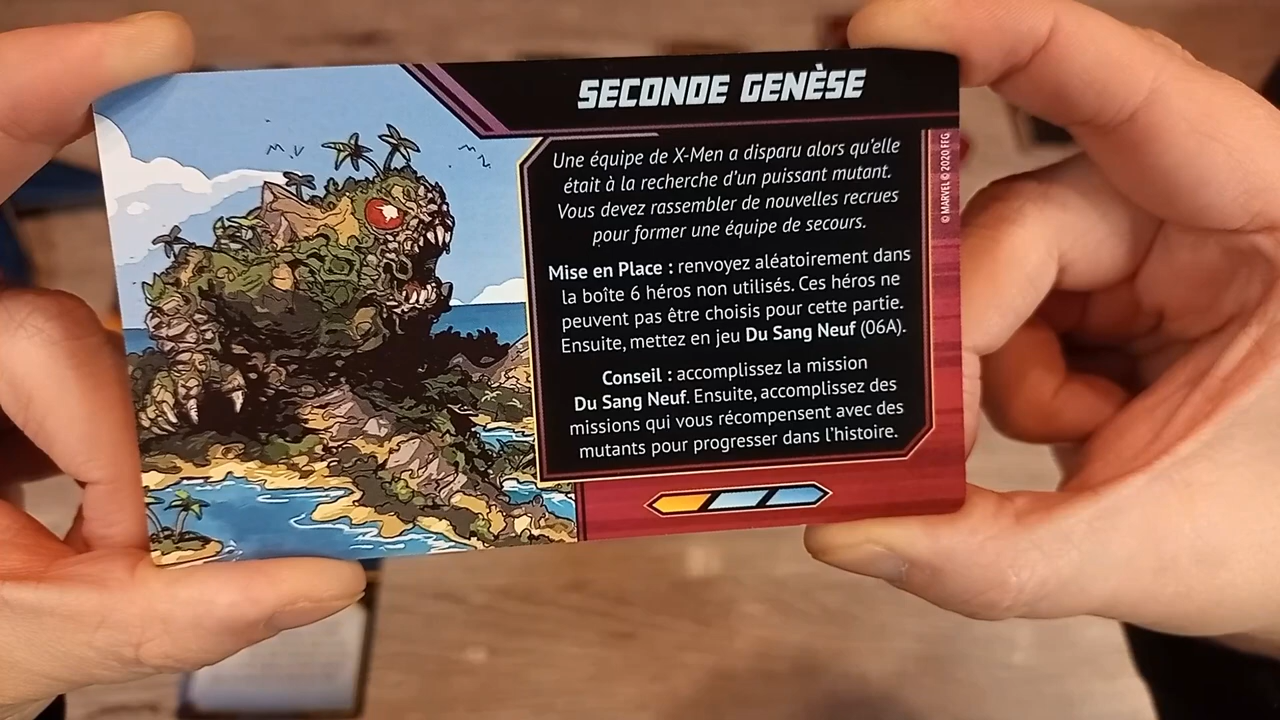 SECONDE GENÈSE
Une équipe de X-Men a disparu alors qu'elle
était à la recherche d'un puissant mutant.
Vous devez rassembler de nouvelles recrues
pour former une équipe de secours.
Mise en Place : renvoyez aléatoirement dans
la boîte 6 héros non utilisés. Ces héros ne
peuvent pas être choisis pour cette partie.
Ensuite, mettez en jeu Du Sang Neuf (06A).
Conseil : accomplissez la mission
Du Sang Neuf. Ensuite, accomplissez des
missions qui vous récompensent avec des
mutants pour progresser dans l'histoire.
© MARVEL © 2020 FFG